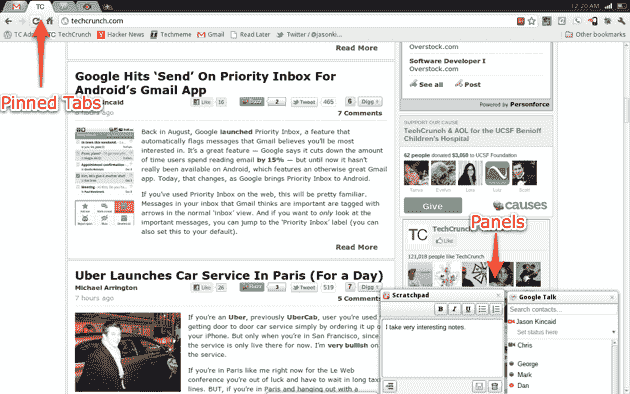 TC
12:20 AM
techcrunch.com
TC Ad
TechCrunch
Hacker News
Techmeme
Gmail
Read Later
Twitter / @jasonki...
Other bookmarks
Pinned Tabs
Read More
Google Hits ‘Send’ On Priority Inbox For
Android’s Gmail App
ncaid
hours ago
Like 16
Buzz 2
Tweet 465
6 Digg
7 Comments
Back in August, Google launched Priority Inbox, a feature that
automatically flags messages that Gmail believes you'll be most
interested in. It's a great feature — Google says it cuts down the amount
of time users spend reading email by 15% — but until now it hasn't
really been available on Android, which features an otherwise great Gmail
app. Today, that changes, as Google brings Priority Inbox to Android.
If you've used Priority Inbox on the web, this will be pretty familiar.
Messages in your inbox that Gmail thinks are important are tagged with
arrows in the normal 'inbox' view. And if you want to only look at the
important messages, you can jump to the 'Priority Inbox' label (you can
also set this to your default).
Read More
Uber Launches Car Service In Paris (For a Day)
Michael Arrington
7 hours ago
Like 26
Buzz 3
Tweet 519
7 Digg
5 Comments
If you're an Uber, previously UberCab, user you're used
getting door to door car service simply by ordering it up o
your iPhone. But only when you're in San Francisco, since
the service is only live there for now. I'm very bullish on
the service.
If you're in Paris like me right now for the Le Web
conference you're out of luck and have to wait in long tax
lines. BUT, if you're in Paris and hanging out with a
Overstock.com
Software Developer I
Overstock.com
See all
Post
Powered by Personforce
SUPPORT OUR CAUSE
TechCrunch & AOL for the UCSF Benioff
Children's Hospital
62 people donated $3,050 to UCSF Foundation
Evelyn
Luiz
Scott
Give
causes
Panels
TC
TechCrunch
Like
121,018 people like TechCrunch
Scratchpad
B I U
I take very interesting notes.
Google Talk
Search contacts...
Jason Kincaid
Set status here
Chris
George
Mark
Dan